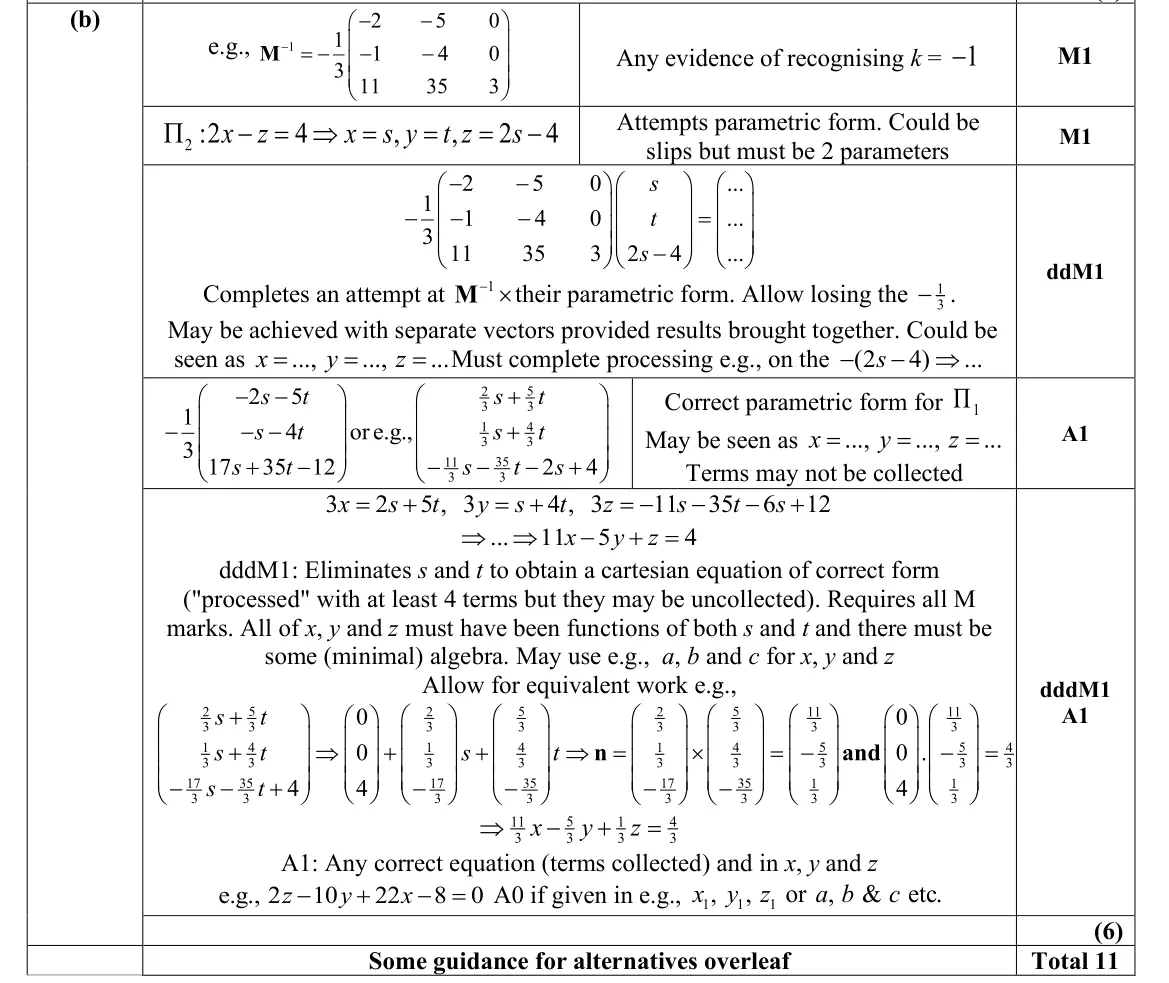 (b)
e.g., M⁻¹ = −1/3 (−2 −5 0; −1 −4 0; 11 35 3)
Any evidence of recognising k = −1
M1
Π₂ :2x − z = 4 ⇒ x = s, y = t, z = 2s − 4
Attempts parametric form. Could be
slips but must be 2 parameters
M1
−1/3 (−2 −5 0; −1 −4 0; 11 35 3)(s; t; 2s − 4) = (...; ...; ...)
Completes an attempt at M⁻¹ × their parametric form. Allow losing the −1/3.
May be achieved with separate vectors provided results brought together. Could be
seen as x = ..., y = ..., z = ... Must complete processing e.g., on the −(2s − 4) ⇒ ...
ddM1
−1/3 (−2s − 5t; −s − 4t; 17s + 35t − 12) or e.g., (2/3 s + 5/3 t; 1/3 s + 4/3 t; −11/3 s − 35/3 t − 2s + 4)
Correct parametric form for Π₁
May be seen as x = ..., y = ..., z = ...
Terms may not be collected
A1
3x = 2s + 5t, 3y = s + 4t, 3z = −11s − 35t − 6s + 12
⇒ ... ⇒ 11x − 5y + z = 4
dddM1: Eliminates s and t to obtain a cartesian equation of correct form
("processed" with at least 4 terms but they may be uncollected). Requires all M
marks. All of x, y and z must have been functions of both s and t and there must be
some (minimal) algebra. May use e.g., a, b and c for x, y and z
Allow for equivalent work e.g.,
(2/3 s + 5/3 t; 1/3 s + 4/3 t; −17/3 s − 35/3 t + 4) ⇒ (0; 0; 4) + (2/3; 1/3; −17/3) s + (5/3; 4/3; −35/3) t ⇒ n = (2/3; 1/3; −17/3) × (5/3; 4/3; −35/3) = (11/3; −5/3; 1/3) and (0; 0; 4) . (11/3; −5/3; 1/3) = 4/3
⇒ 11/3 x − 5/3 y + 1/3 z = 4/3
A1: Any correct equation (terms collected) and in x, y and z
e.g., 2z − 10y + 22x − 8 = 0 A0 if given in e.g., x₁, y₁, z₁ or a, b & c etc.
dddM1
A1
(6)
Some guidance for alternatives overleaf
Total 11